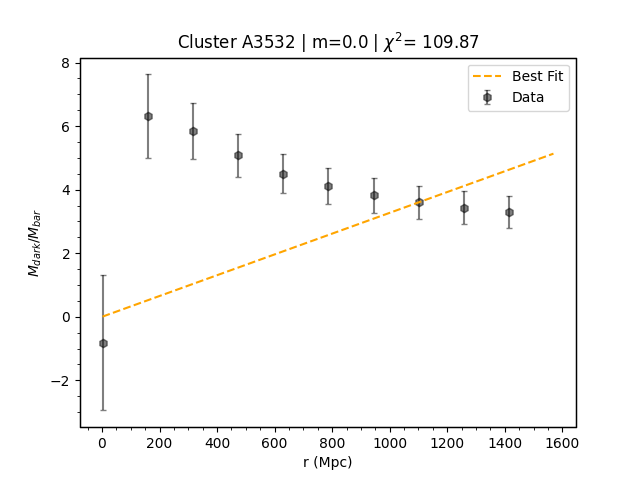 Cluster A3532 | m=0.0 | χ²= 109.87
Best Fit
Data
M_dark/M_bar
8
6
4
2
0
−2
0 200 400 600 800 1000 1200 1400 1600
r (Mpc)